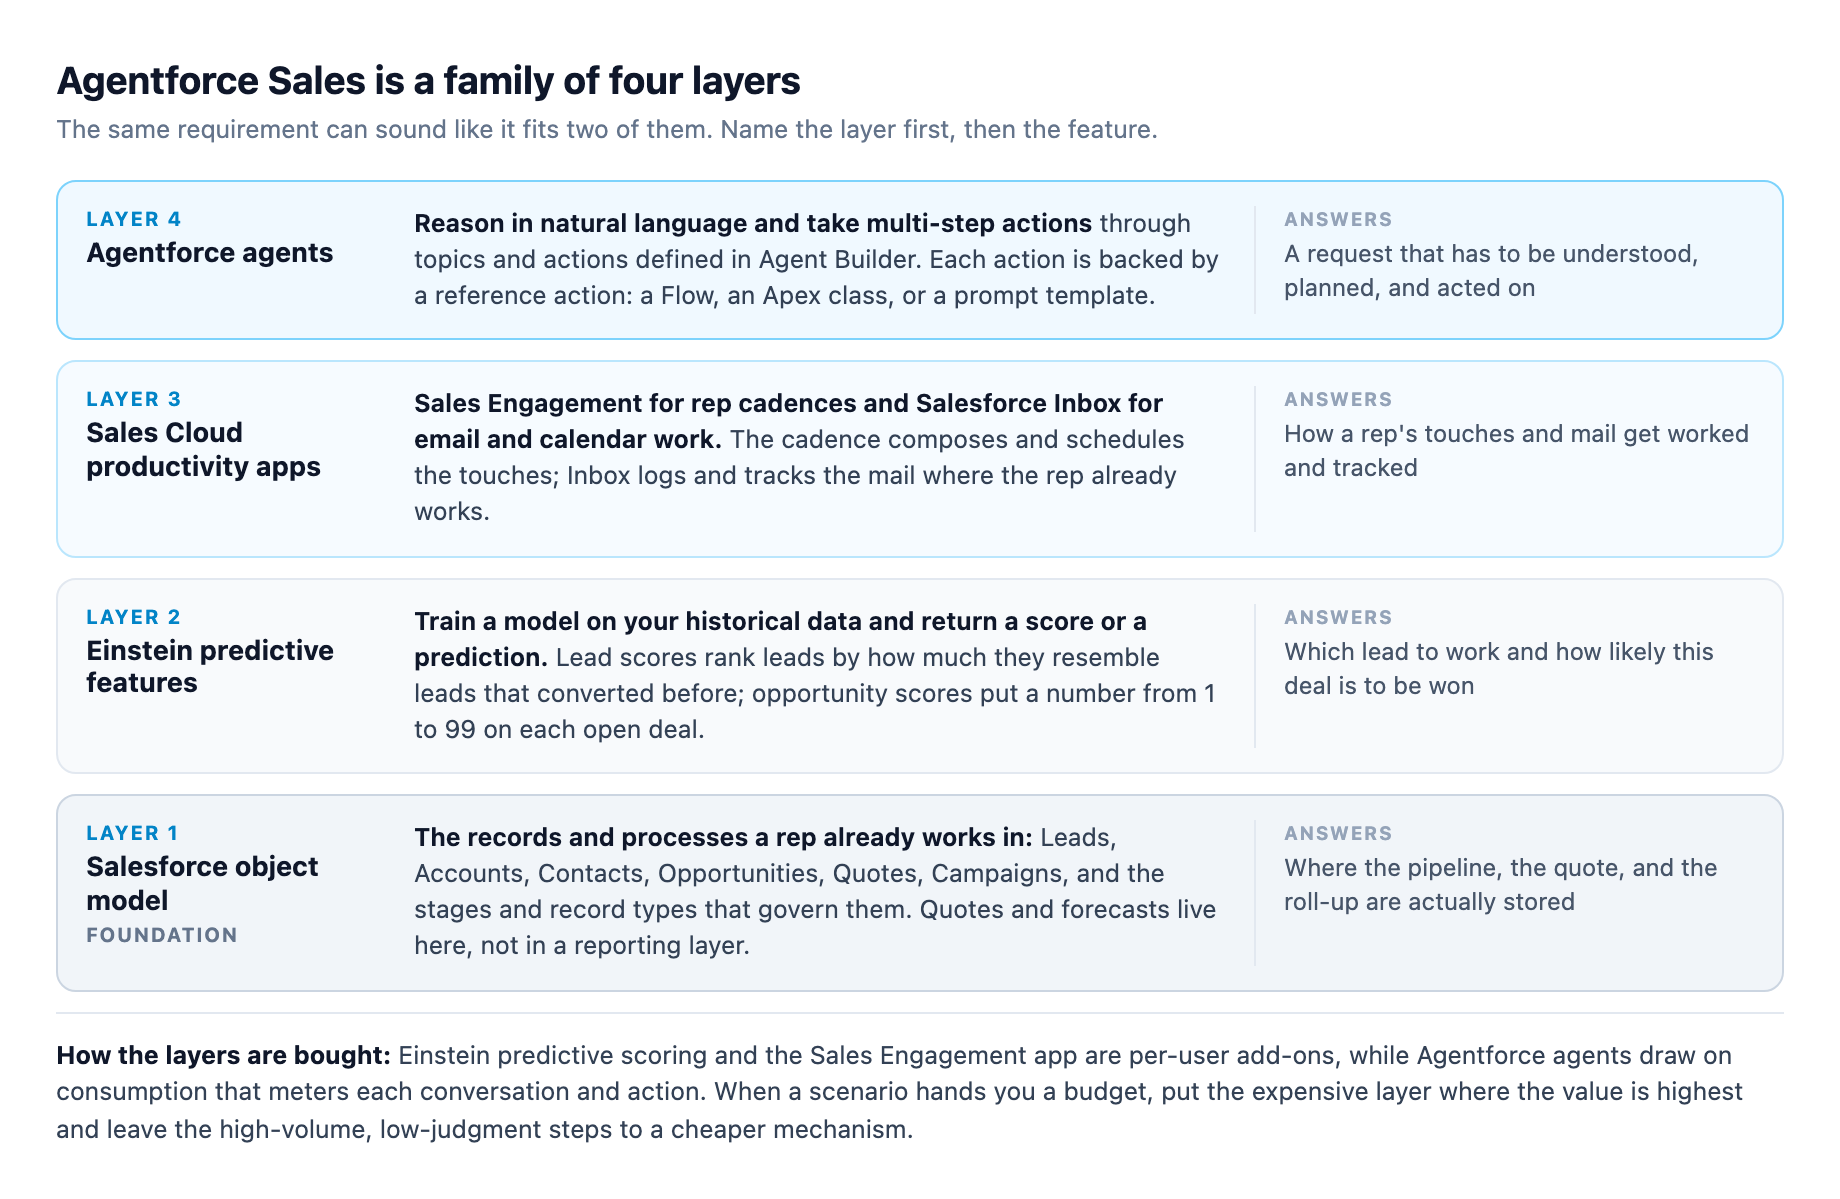 Agentforce Sales is a family of four layers
The same requirement can sound like it fits two of them. Name the layer first, then the feature.
LAYER 4
Agentforce agents
Reason in natural language and take multi-step actions through
topics and actions defined in Agent Builder. Each action is backed by
a reference action: a Flow, an Apex class, or a prompt template.
ANSWERS
A request that has to be understood,
planned, and acted on
LAYER 3
Sales Cloud
productivity apps
Sales Engagement for rep cadences and Salesforce Inbox for
email and calendar work. The cadence composes and schedules
the touches; Inbox logs and tracks the mail where the rep already
works.
ANSWERS
How a rep's touches and mail get worked
and tracked
LAYER 2
Einstein predictive
features
Train a model on your historical data and return a score or a
prediction. Lead scores rank leads by how much they resemble
leads that converted before; opportunity scores put a number from 1
to 99 on each open deal.
ANSWERS
Which lead to work and how likely this
deal is to be won
LAYER 1
Salesforce object
model
FOUNDATION
The records and processes a rep already works in: Leads,
Accounts, Contacts, Opportunities, Quotes, Campaigns, and the
stages and record types that govern them. Quotes and forecasts live
here, not in a reporting layer.
ANSWERS
Where the pipeline, the quote, and the
roll-up are actually stored
How the layers are bought: Einstein predictive scoring and the Sales Engagement app are per-user add-ons, while Agentforce agents draw on
consumption that meters each conversation and action. When a scenario hands you a budget, put the expensive layer where the value is highest
and leave the high-volume, low-judgment steps to a cheaper mechanism.